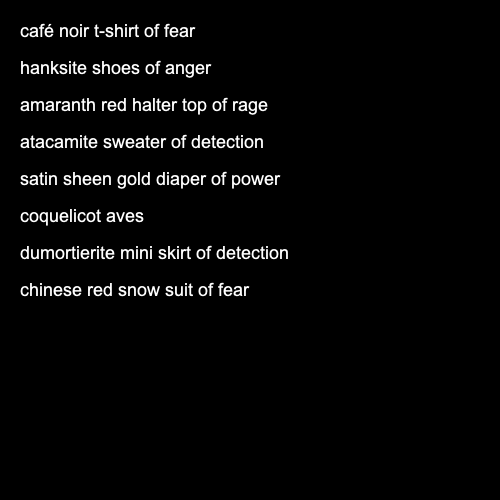 café noir t-shirt of fear
hanksite shoes of anger
amaranth red halter top of rage
atacamite sweater of detection
satin sheen gold diaper of power
coquelicot aves
dumortierite mini skirt of detection
chinese red snow suit of fear